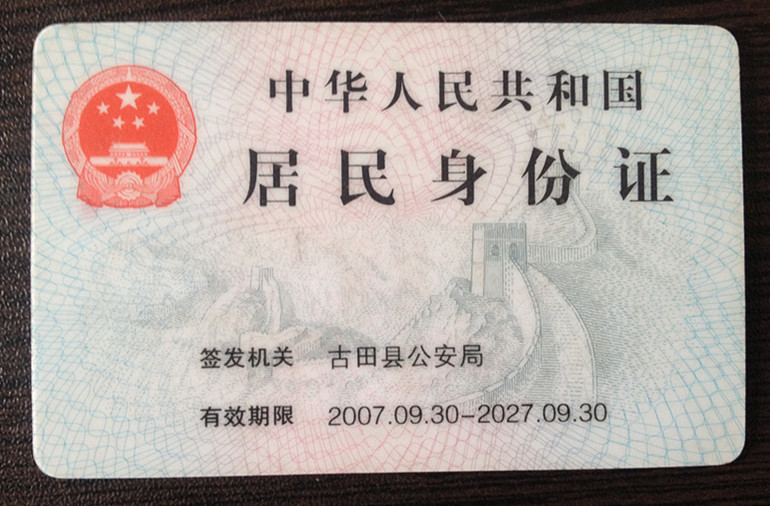 中华人民共和国
居民身份证
签发机关 古田县公安局
有效期限 2007.09.30-2027.09.30